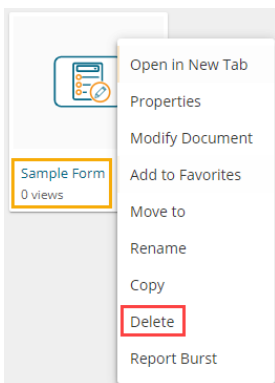 Sample Form
0 views
Open in New Tab
Properties
Modify Document
Add to Favorites
Move to
Rename
Copy
Delete
Report Burst